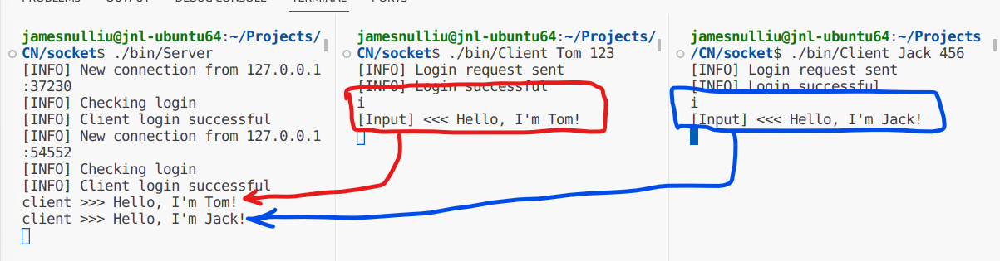 PROBLEMS OUTPUT DEBUG CONSOLE TERMINAL PORTS
jamesnulliu@jnl-ubuntu64:~/Projects/
CN/socket$ ./bin/Server
[INFO] New connection from 127.0.0.1
:37230
[INFO] Checking login
[INFO] Client login successful
[INFO] New connection from 127.0.0.1
:54552
[INFO] Checking login
[INFO] Client login successful
client >>> Hello, I'm Tom!
client >>> Hello, I'm Jack!
jamesnulliu@jnl-ubuntu64:~/Projects/
CN/socket$ ./bin/Client Tom 123
[INFO] Login request sent
[INFO] Login successful
i
[Input] <<< Hello, I'm Tom!
jamesnulliu@jnl-ubuntu64:~/Projects
/CN/socket$ ./bin/Client Jack 456
[INFO] Login request sent
[INFO] Login successful
i
[Input] <<< Hello, I'm Jack!